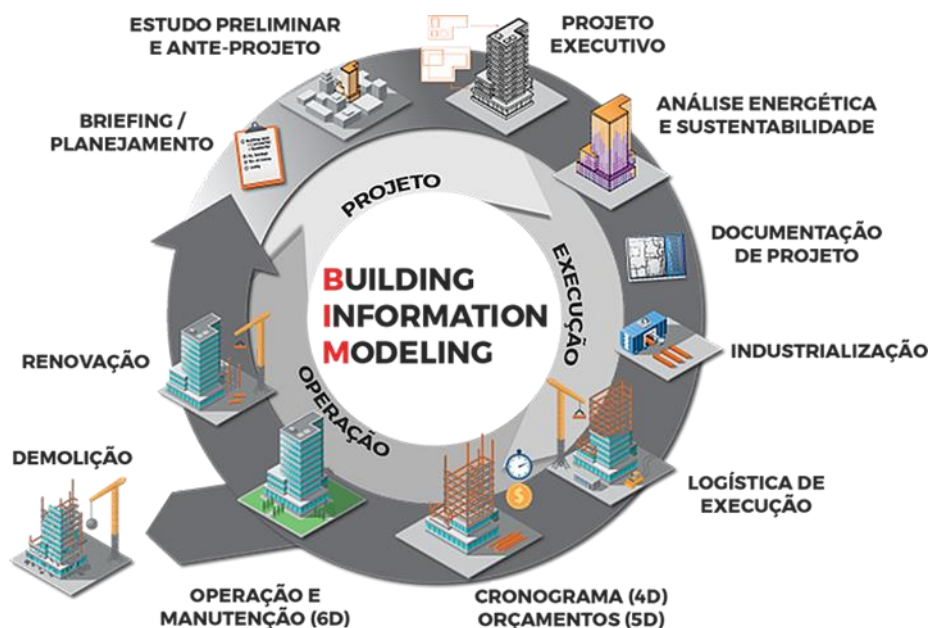 ESTUDO PRELIMINAR
E ANTE-PROJETO
PROJETO
EXECUTIVO
ANÁLISE ENERGÉTICA
E SUSTENTABILIDADE
DOCUMENTAÇÃO
DE PROJETO
INDUSTRIALIZAÇÃO
LOGÍSTICA DE
EXECUÇÃO
CRONOGRAMA (4D)
ORÇAMENTOS (5D)
OPERAÇÃO E
MANUTENÇÃO (6D)
DEMOLIÇÃO
RENOVAÇÃO
BRIEFING /
PLANEJAMENTO
PROJETO
EXECUÇÃO
OPERAÇÃO
BUILDING
INFORMATION
MODELING
$